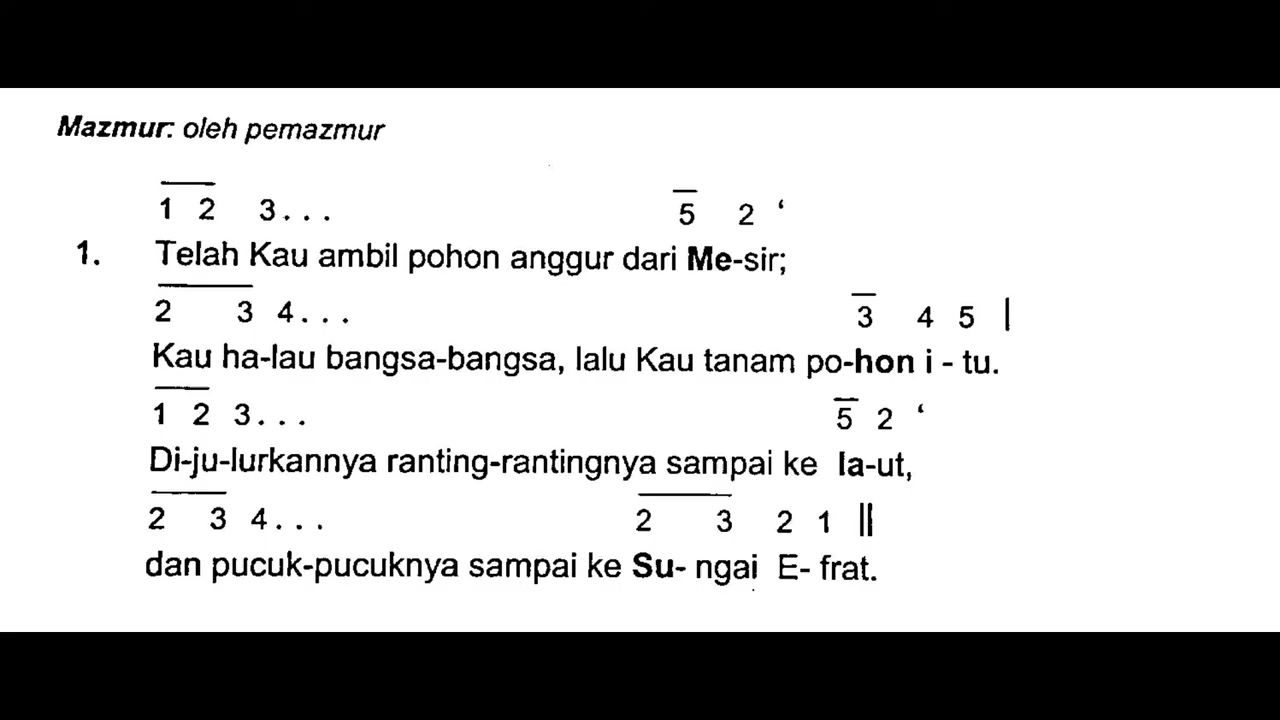 Mazmur: oleh pemazmur
1 2 3... 5 2 ‘
1. Telah Kau ambil pohon anggur dari Me-sir;
2 3 4... 3 4 5 |
Kau ha-lau bangsa-bangsa, lalu Kau tanam po-hon i - tu.
1 2 3... 5 2 ‘
Di-ju-lurkannya ranting-rantingnya sampai ke la-ut,
2 3 4... 2 3 2 1 ||
dan pucuk-pucuknya sampai ke Su- ngai E- frat.